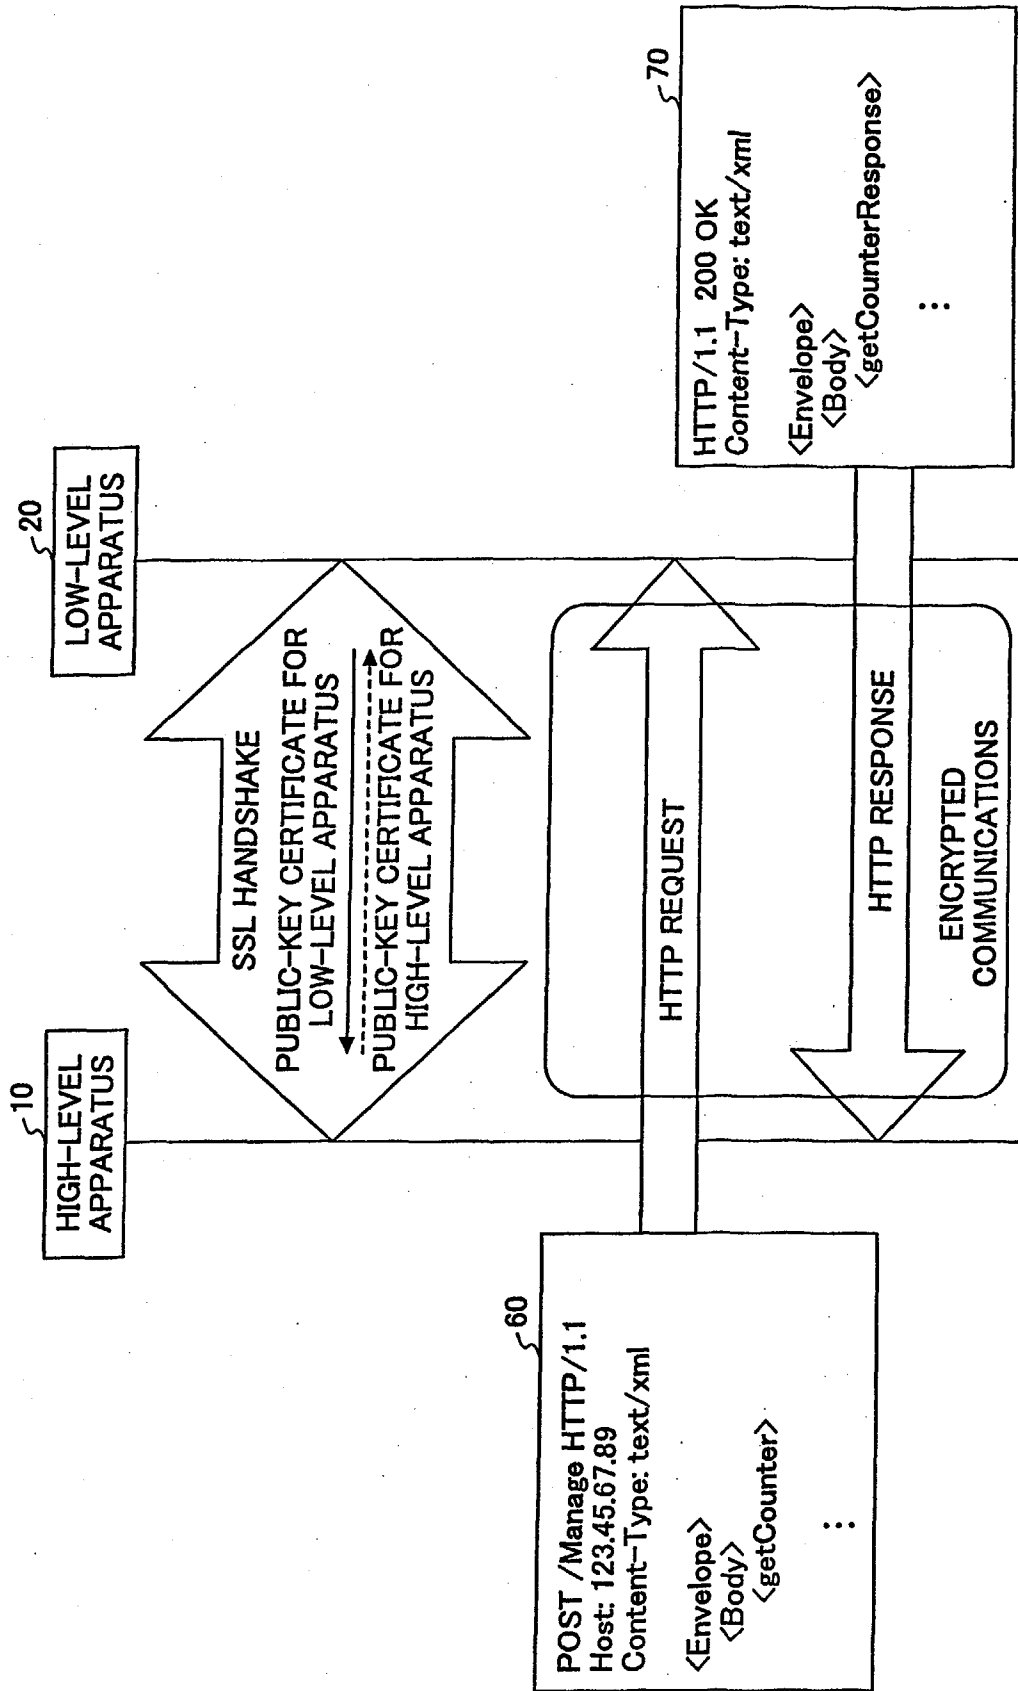 10
HIGH-LEVEL
APPARATUS
20
LOW-LEVEL
APPARATUS
SSL HANDSHAKE
PUBLIC-KEY CERTIFICATE FOR
LOW-LEVEL APPARATUS
PUBLIC-KEY CERTIFICATE FOR
HIGH-LEVEL APPARATUS
60
POST /Manage HTTP/1.1
Host: 123.45.67.89
Content-Type: text/xml
<Envelope>
<Body>
<getCounter>
⋮
HTTP REQUEST
70
HTTP/1.1 200 OK
Content-Type: text/xml
<Envelope>
<Body>
<getCounterResponse>
⋮
HTTP RESPONSE
ENCRYPTED
COMMUNICATIONS